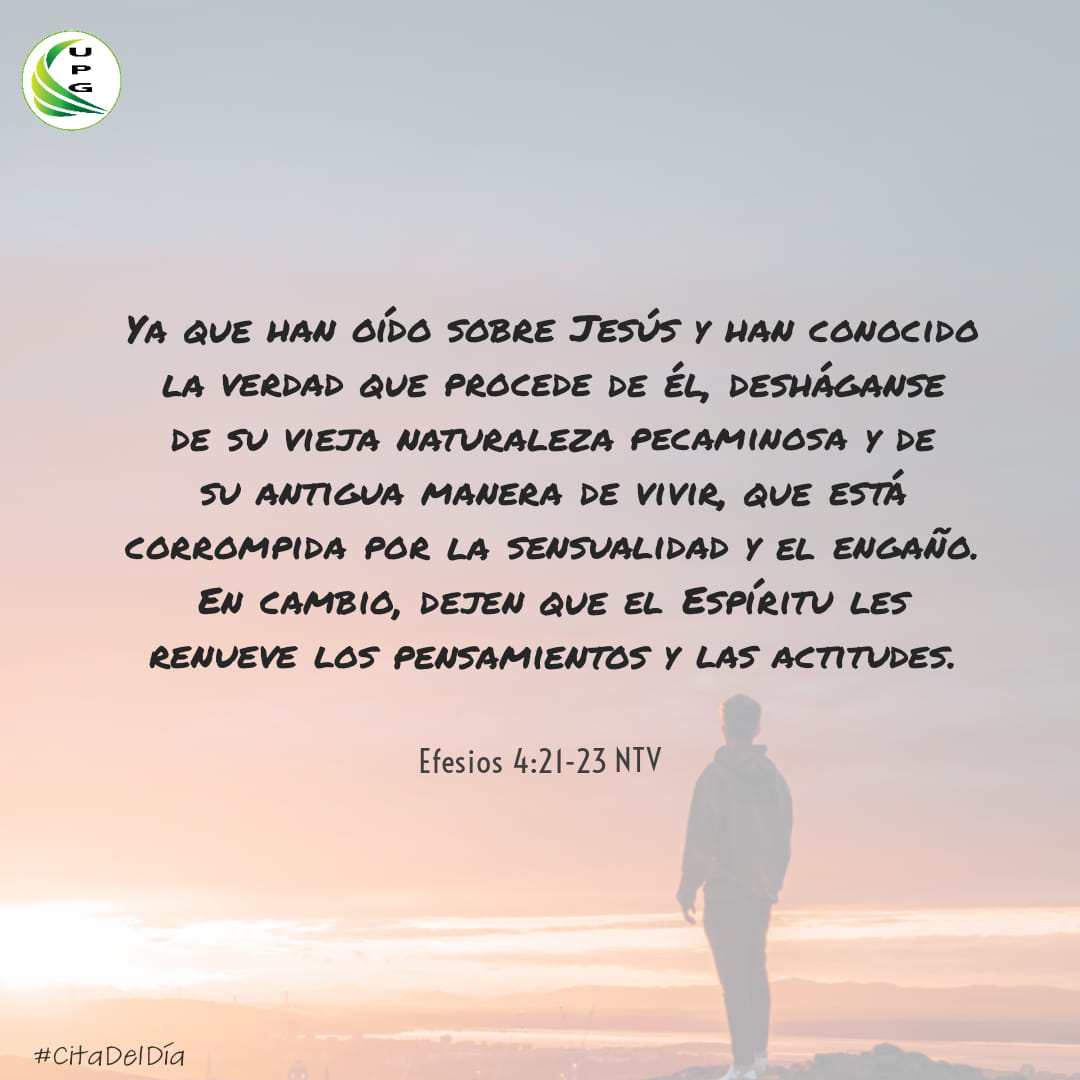 U
P
G
Ya que han oído sobre Jesús y han conocido
la verdad que procede de él, desháganse
de su vieja naturaleza pecaminosa y de
su antigua manera de vivir, que está
corrompida por la sensualidad y el engaño.
En cambio, dejen que el Espíritu les
renueve los pensamientos y las actitudes.
Efesios 4:21-23 NTV
#CitaDelDía